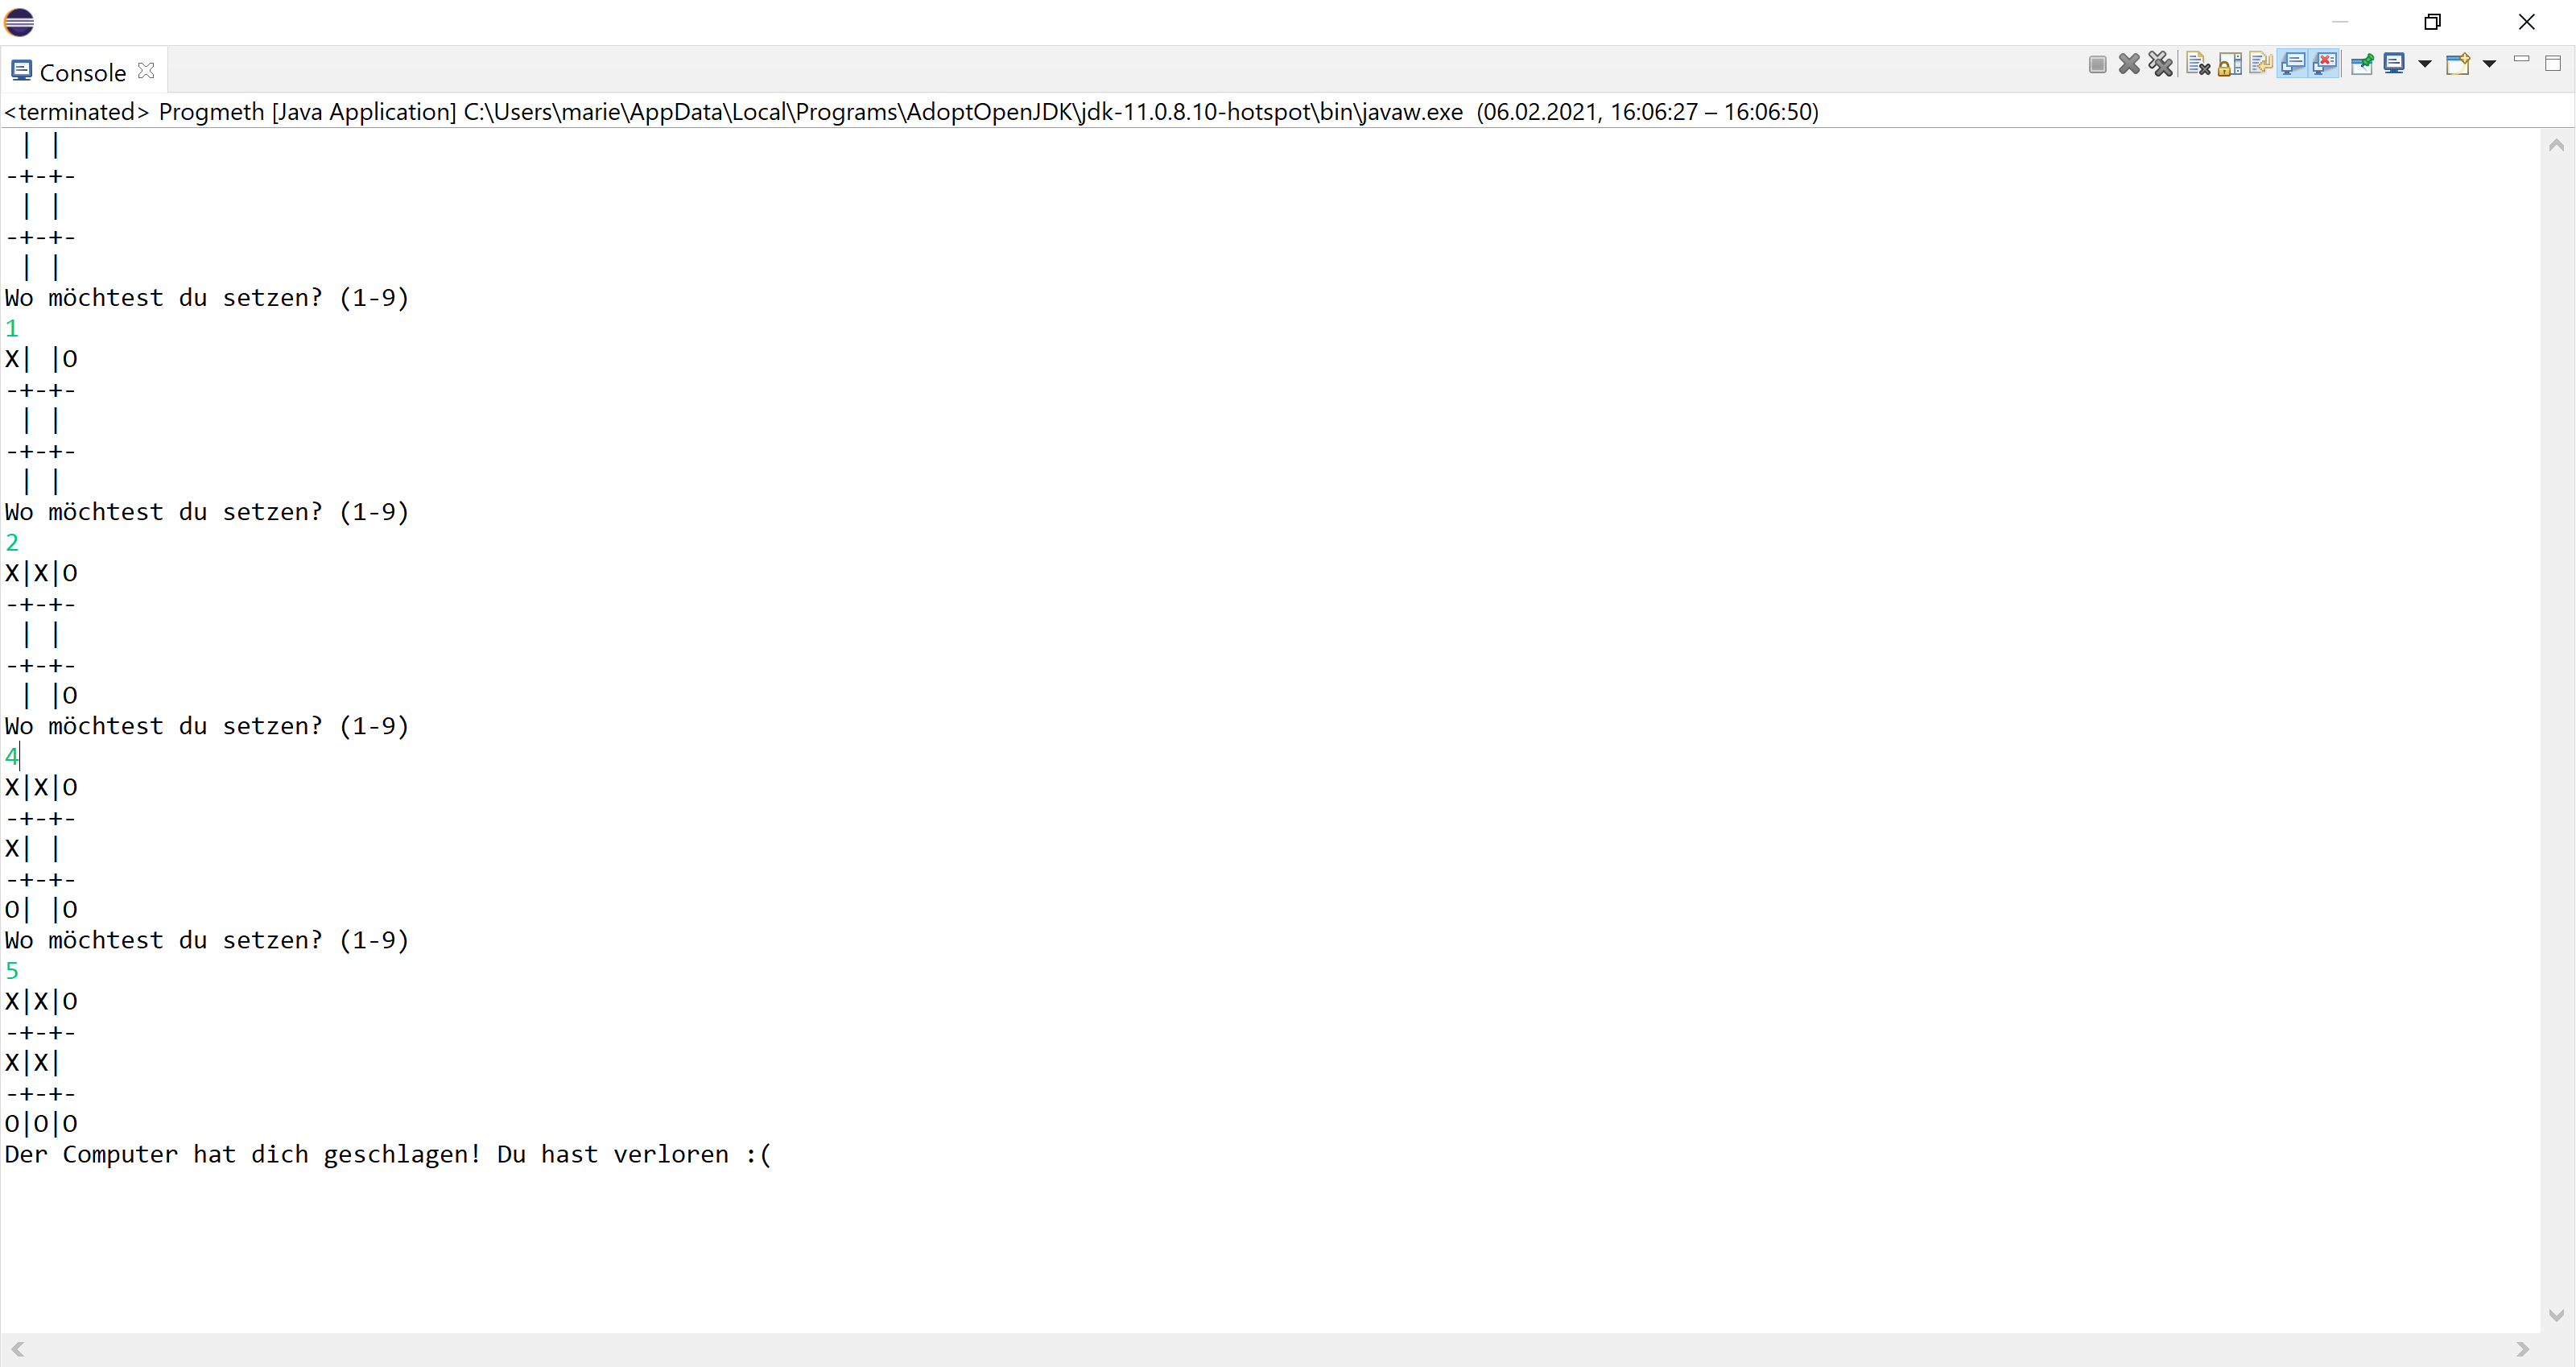 Console
<terminated> Progmeth [Java Application] C:\Users\marie\AppData\Local\Programs\AdoptOpenJDK\jdk-11.0.8.10-hotspot\bin\javaw.exe  (06.02.2021, 16:06:27 – 16:06:50)
 | |
-+-+-
 | |
-+-+-
 | |
Wo möchtest du setzen? (1-9)
1
X| |O
-+-+-
 | |
-+-+-
 | |
Wo möchtest du setzen? (1-9)
2
X|X|O
-+-+-
 | |
-+-+-
 | |O
Wo möchtest du setzen? (1-9)
4
X|X|O
-+-+-
X| |
-+-+-
O| |O
Wo möchtest du setzen? (1-9)
5
X|X|O
-+-+-
X|X|
-+-+-
O|O|O
Der Computer hat dich geschlagen! Du hast verloren :(